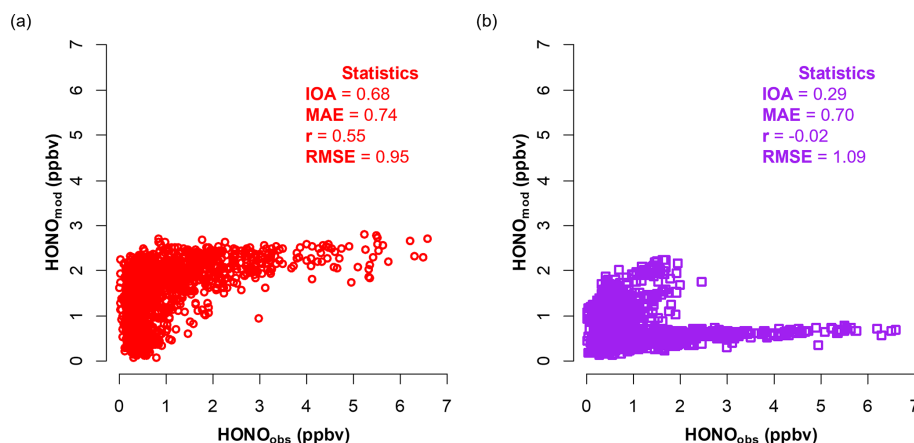 (a)
7
6
5
4
3
2
1
0
HONOmod (ppbv)
Statistics
IOA = 0.68
MAE = 0.74
r = 0.55
RMSE = 0.95
0 1 2 3 4 5 6 7
HONOobs (ppbv)
(b)
7
6
5
4
3
2
1
0
HONOmod (ppbv)
Statistics
IOA = 0.29
MAE = 0.70
r = -0.02
RMSE = 1.09
0 1 2 3 4 5 6 7
HONOobs (ppbv)